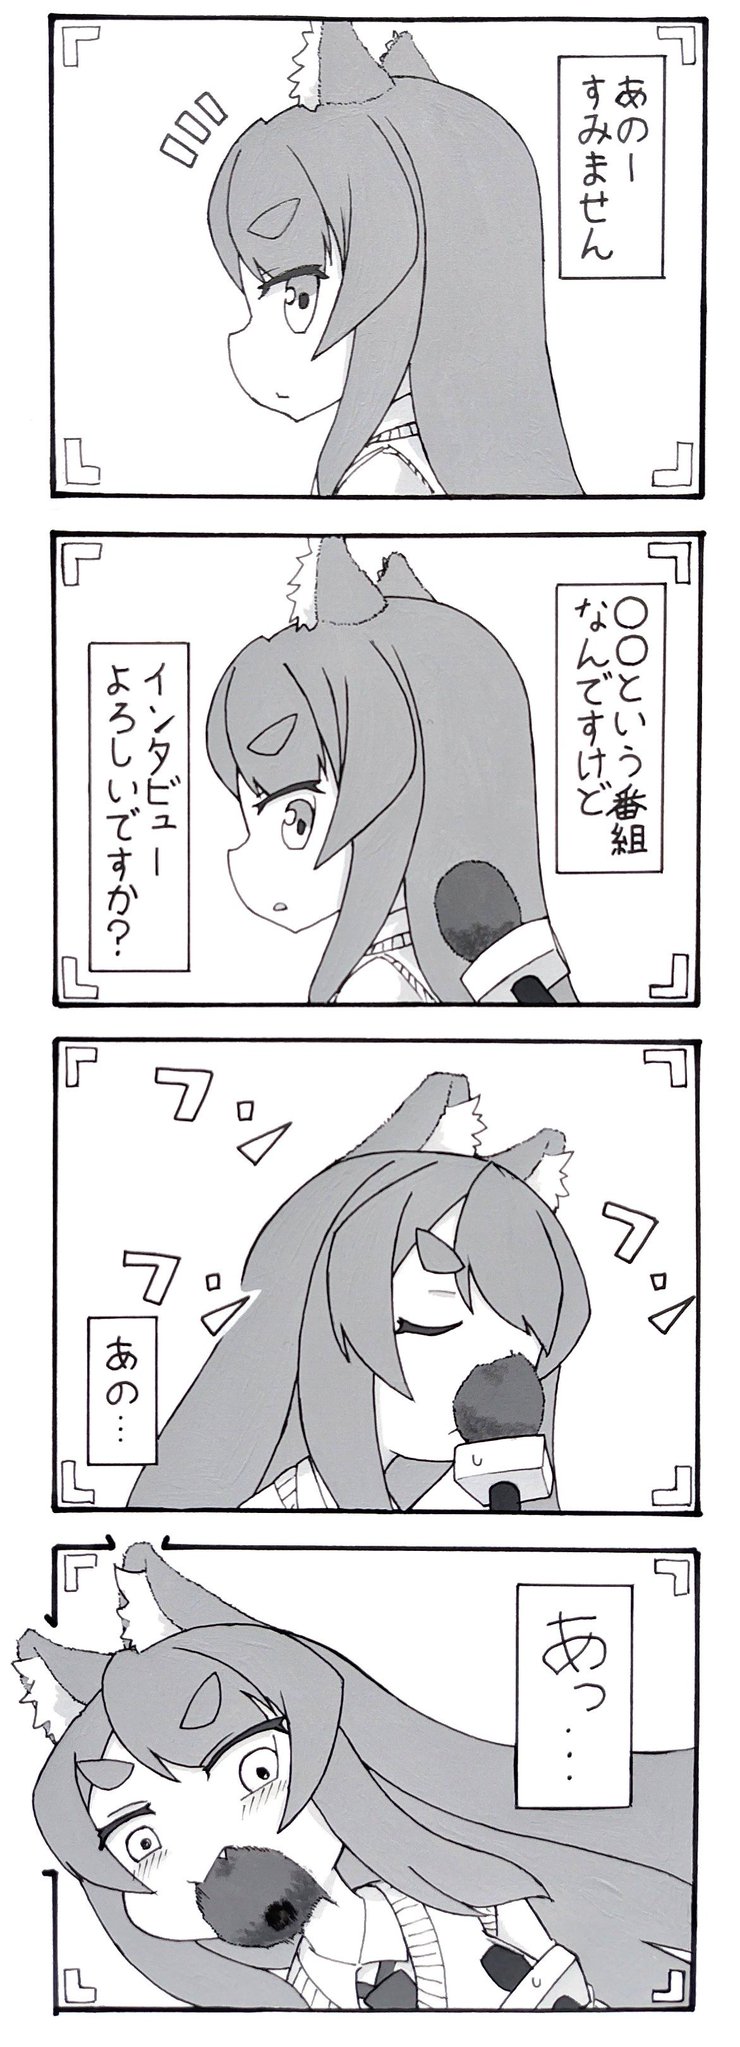 あのー
すみません
〇〇という番組
なんですけど
インタビュー
よろしいですか?
フン
フン
フン
あの…
あっ…